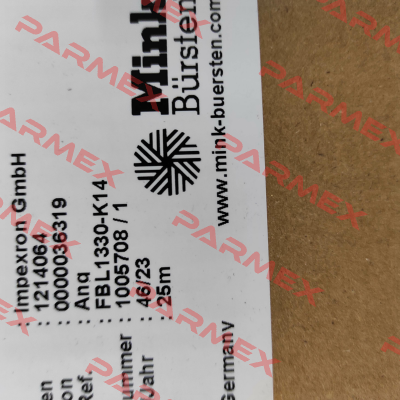 : Impexron GmbH
en : 1214064
on : 0000036319
Ref. : Anq
: FBL1330-K14
ummer : 1005708 / 1
/Jahr : 46/23
: 25m
Germany
Mink
Bürsten
www.mink-buersten.com
PARMEX
PARMEX
PARMEX
PARMEX
PARMEX